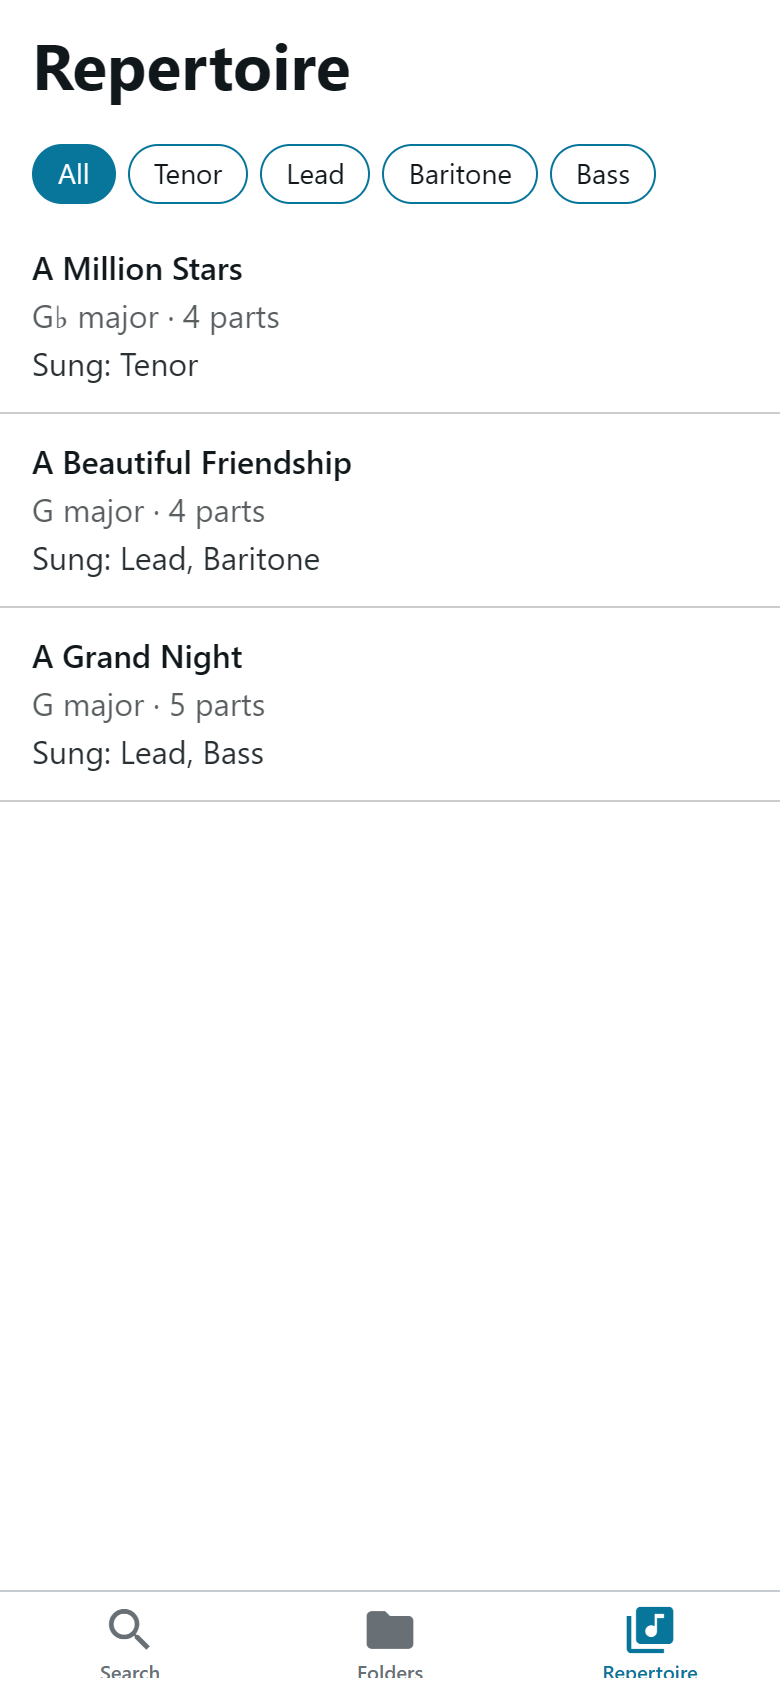 Repertoire
All Tenor Lead Baritone Bass
A Million Stars
G♭ major · 4 parts
Sung: Tenor
A Beautiful Friendship
G major · 4 parts
Sung: Lead, Baritone
A Grand Night
G major · 5 parts
Sung: Lead, Bass
Search Folders Repertoire